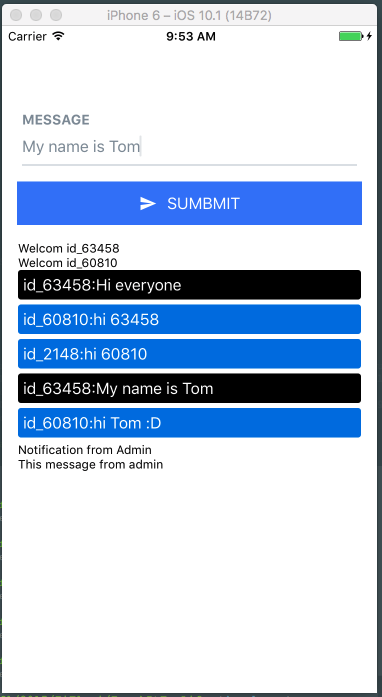 iPhone 6 – iOS 10.1 (14B72)
Carrier 9:53 AM
MESSAGE
My name is Tom
SUMBMIT
Welcom id_63458
Welcom id_60810
id_63458:Hi everyone
id_60810:hi 63458
id_2148:hi 60810
id_63458:My name is Tom
id_60810:hi Tom :D
Notification from Admin
This message from admin